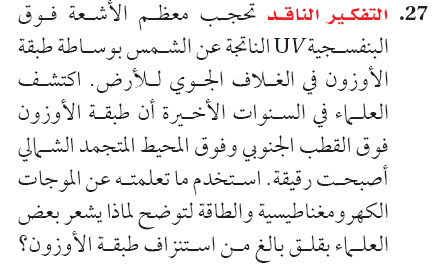 27. التفكير الناقد تحجب معظم الأشعة فوق
البنفسجية UV الناتجة عن الشمس بوساطة طبقة
الأوزون في الغلاف الجوي للأرض. اكتشف
العلماء في السنوات الأخيرة أن طبقة الأوزون
فوق القطب الجنوبي وفوق المحيط المتجمد الشمالي
أصبحت رقيقة. استخدم ما تعلمته عن الموجات
الكهرومغناطيسية والطاقة لتوضح لماذا يشعر بعض
العلماء بقلق بالغ من استنزاف طبقة الأوزون؟